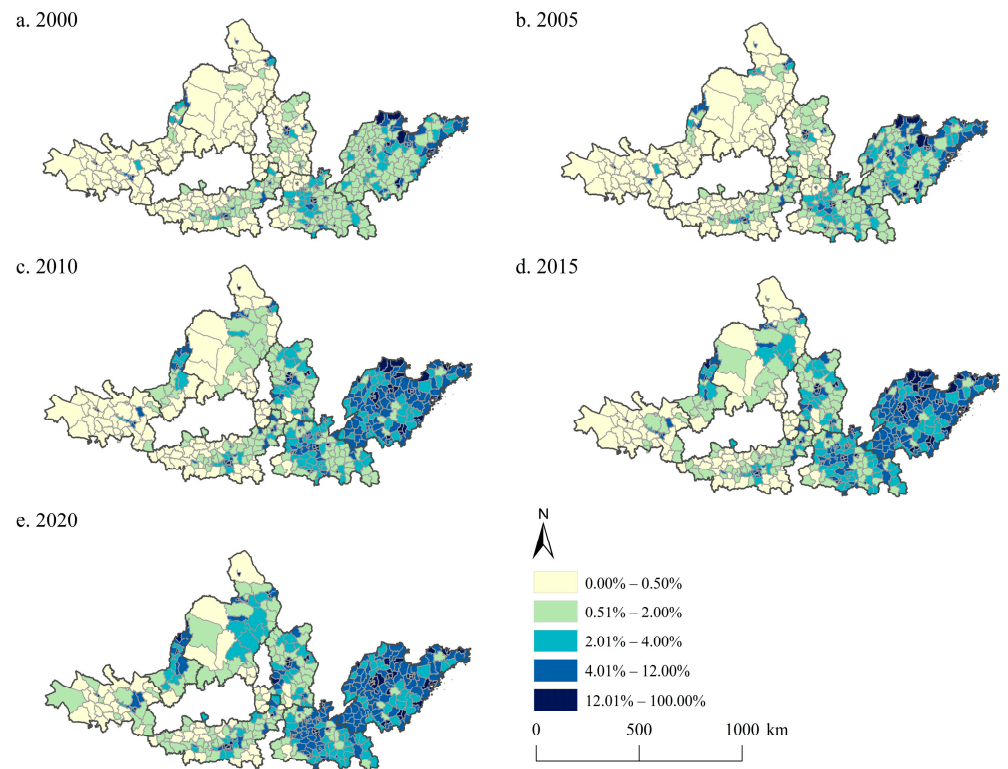 a. 2000
b. 2005
c. 2010
d. 2015
e. 2020
N
0.00% – 0.50%
0.51% – 2.00%
2.01% – 4.00%
4.01% – 12.00%
12.01% – 100.00%
0 500 1000 km